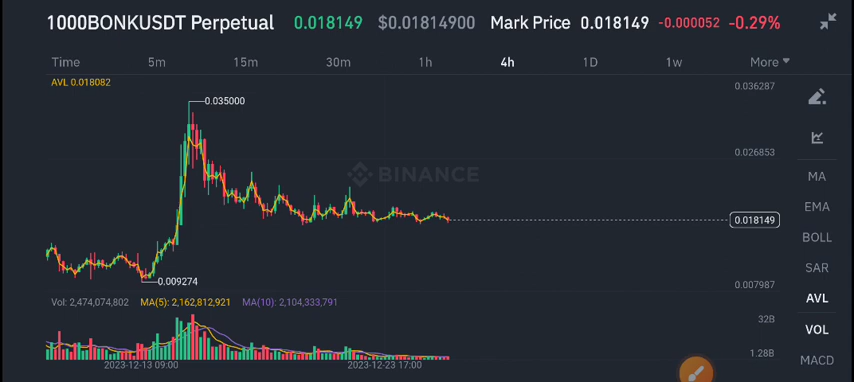 1000BONKUSDT Perpetual 0.018149 $0.01814900 Mark Price 0.018149 -0.000052 -0.29%
Time 5m 15m 30m 1h 4h 1D 1w More
AVL 0.018082
0.036287
0.035000
0.026853
BINANCE
MA
EMA
0.018149
BOLL
SAR
0.009274
0.007987
AVL
Vol: 2,474,074,802 MA(5): 2,162,812,921 MA(10): 2,104,333,791
32B
VOL
1.28B
MACD
2023-12-13 09:00 2023-12-23 17:00